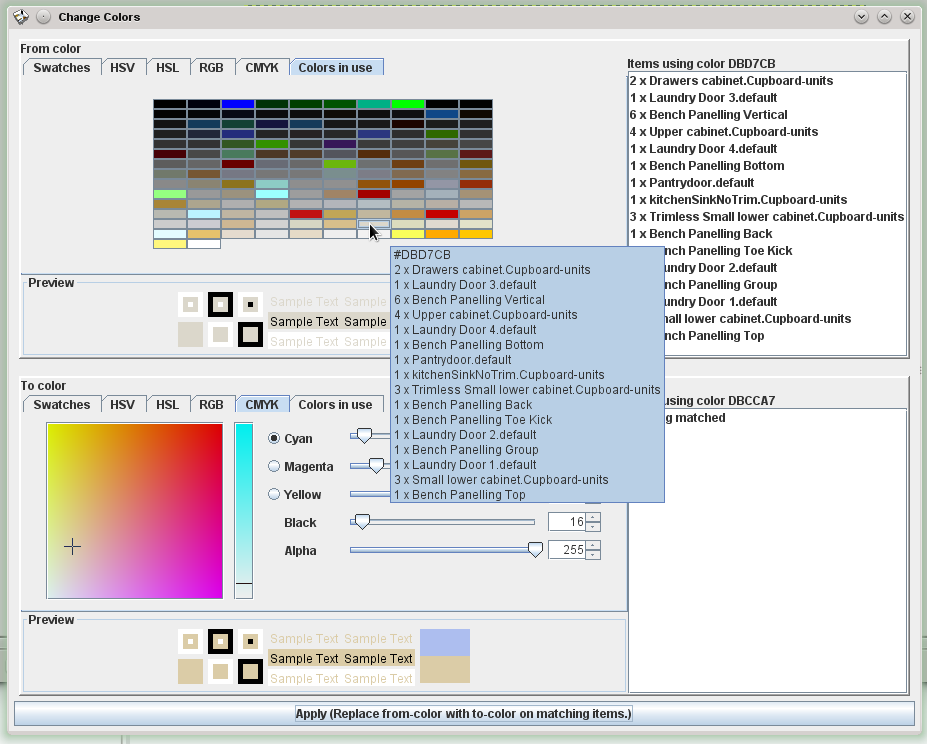 Change Colors
From color
Swatches HSV HSL RGB CMYK Colors in use
Items using color DBD7CB
2 x Drawers cabinet.Cupboard-units
1 x Laundry Door 3.default
6 x Bench Panelling Vertical
4 x Upper cabinet.Cupboard-units
1 x Laundry Door 4.default
1 x Bench Panelling Bottom
1 x Pantrydoor.default
1 x kitchenSinkNoTrim.Cupboard-units
3 x Trimless Small lower cabinet.Cupboard-units
1 x Bench Panelling Back
ench Panelling Toe Kick
undry Door 2.default
ench Panelling Group
undry Door 1.default
mall lower cabinet.Cupboard-units
ench Panelling Top
#DBD7CB
2 x Drawers cabinet.Cupboard-units
1 x Laundry Door 3.default
6 x Bench Panelling Vertical
4 x Upper cabinet.Cupboard-units
1 x Laundry Door 4.default
1 x Bench Panelling Bottom
1 x Pantrydoor.default
1 x kitchenSinkNoTrim.Cupboard-units
3 x Trimless Small lower cabinet.Cupboard-units
1 x Bench Panelling Back
1 x Bench Panelling Toe Kick
1 x Laundry Door 2.default
1 x Bench Panelling Group
1 x Laundry Door 1.default
3 x Small lower cabinet.Cupboard-units
1 x Bench Panelling Top
Preview
Sample Text Sample
Sample Text Sample
Sample Text Sample
To color
Swatches HSV HSL RGB CMYK Colors in use
using color DBCCA7
g matched
Cyan
Magenta
Yellow
Black 16
Alpha 255
Preview
Sample Text Sample Text
Sample Text Sample Text
Sample Text Sample Text
Apply (Replace from-color with to-color on matching items.)